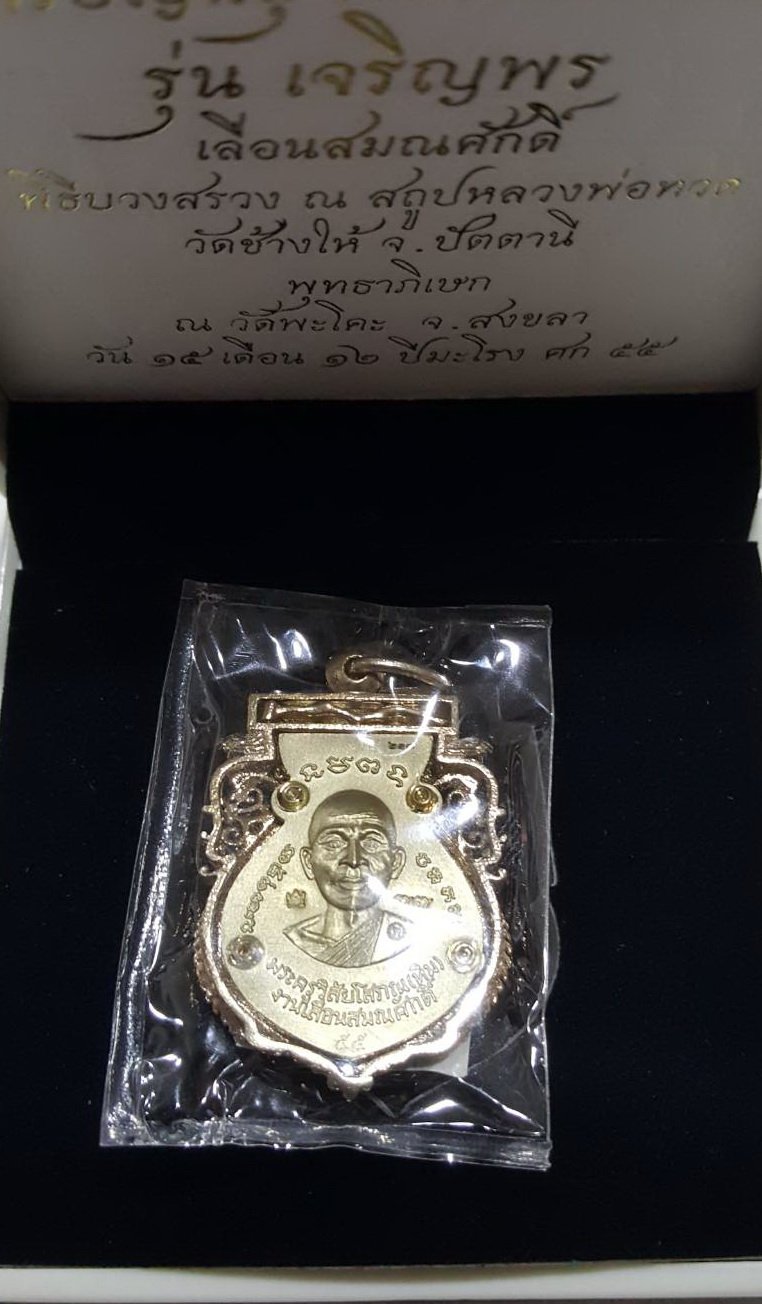 รุ่น เจริญพร
เลื่อนสมณศักดิ์
พิธีบวงสรวง ณ สถูปหลวงพ่อทวด
วัดช้างให้ จ.ปัตตานี
พุทธาภิเษก
ณ วัดพะโคะ จ.สงขลา
วัน ๑๕ เดือน ๑๒ ปีมะโรง ศก ๕๕
พระครูวิสัยโสภณ(ทิม)
งานเลื่อนสมณศักดิ์
๕๕